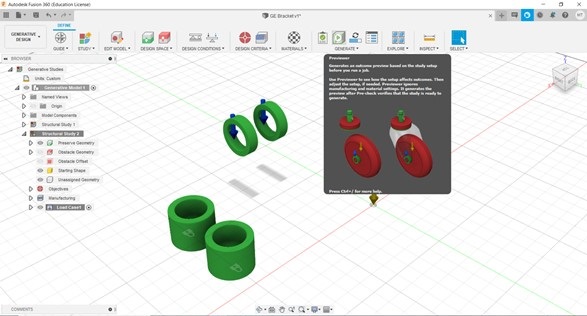 Autodesk Fusion 360 (Education License)
GE Bracket v1*
GENERATIVE
DESIGN
DEFINE
GUIDE
STUDY
EDIT MODEL
DESIGN SPACE
DESIGN CONDITIONS
DESIGN CRITERIA
MATERIALS
GENERATE
EXPLORE
INSPECT
SELECT
BROWSER
Generative Studies
Units: Custom
Generative Model 1
Named Views
Origin
Model Components
Structural Study 1
Structural Study 2
Preserve Geometry
Obstacle Geometry
Obstacle Offset
Starting Shape
Unassigned Geometry
Objectives
Manufacturing
Load Case1
Previewer
Generates an outcome preview based on the study setup
before you run a job.
Use Previewer to see how the setup affects outcomes. Then
adjust the setup, if needed. Previewer ignores
manufacturing and material settings. It generates the
preview after Pre-check verifies that the study is ready to
generate.
Press Ctrl+/ for more help.
COMMENTS